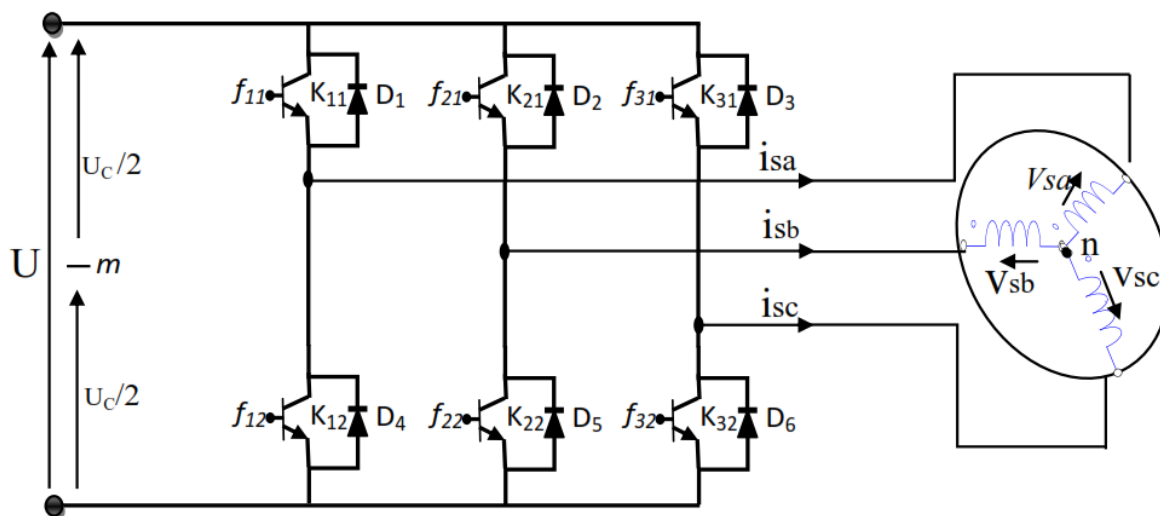 f11 K11 D1 f21 K21 D2 f31 K31 D3
UC/2
isa
Vsa
isb
n
U
m
Vsb
Vsc
isc
UC/2
f12 K12 D4 f22 K22 D5 f32 K32 D6